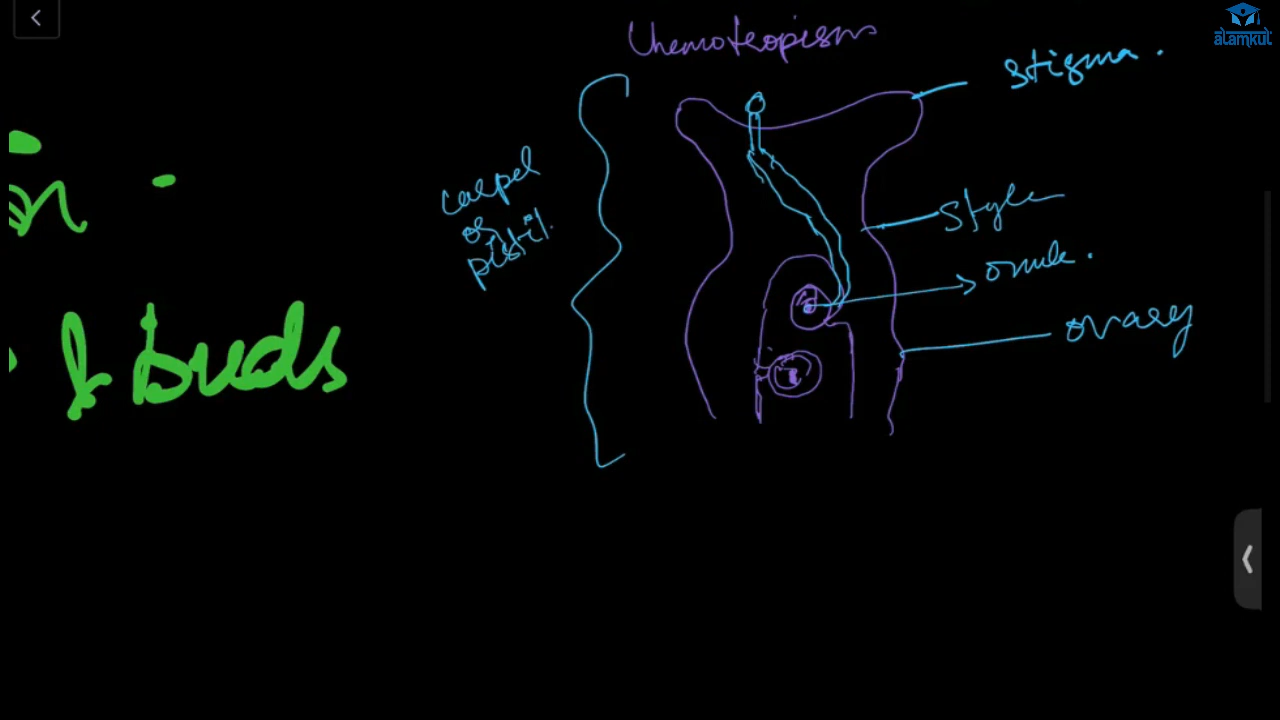 alamkul
Chemotropism
Stigma.
carpel
or
pistil.
Style
ovule.
ovary
& buds